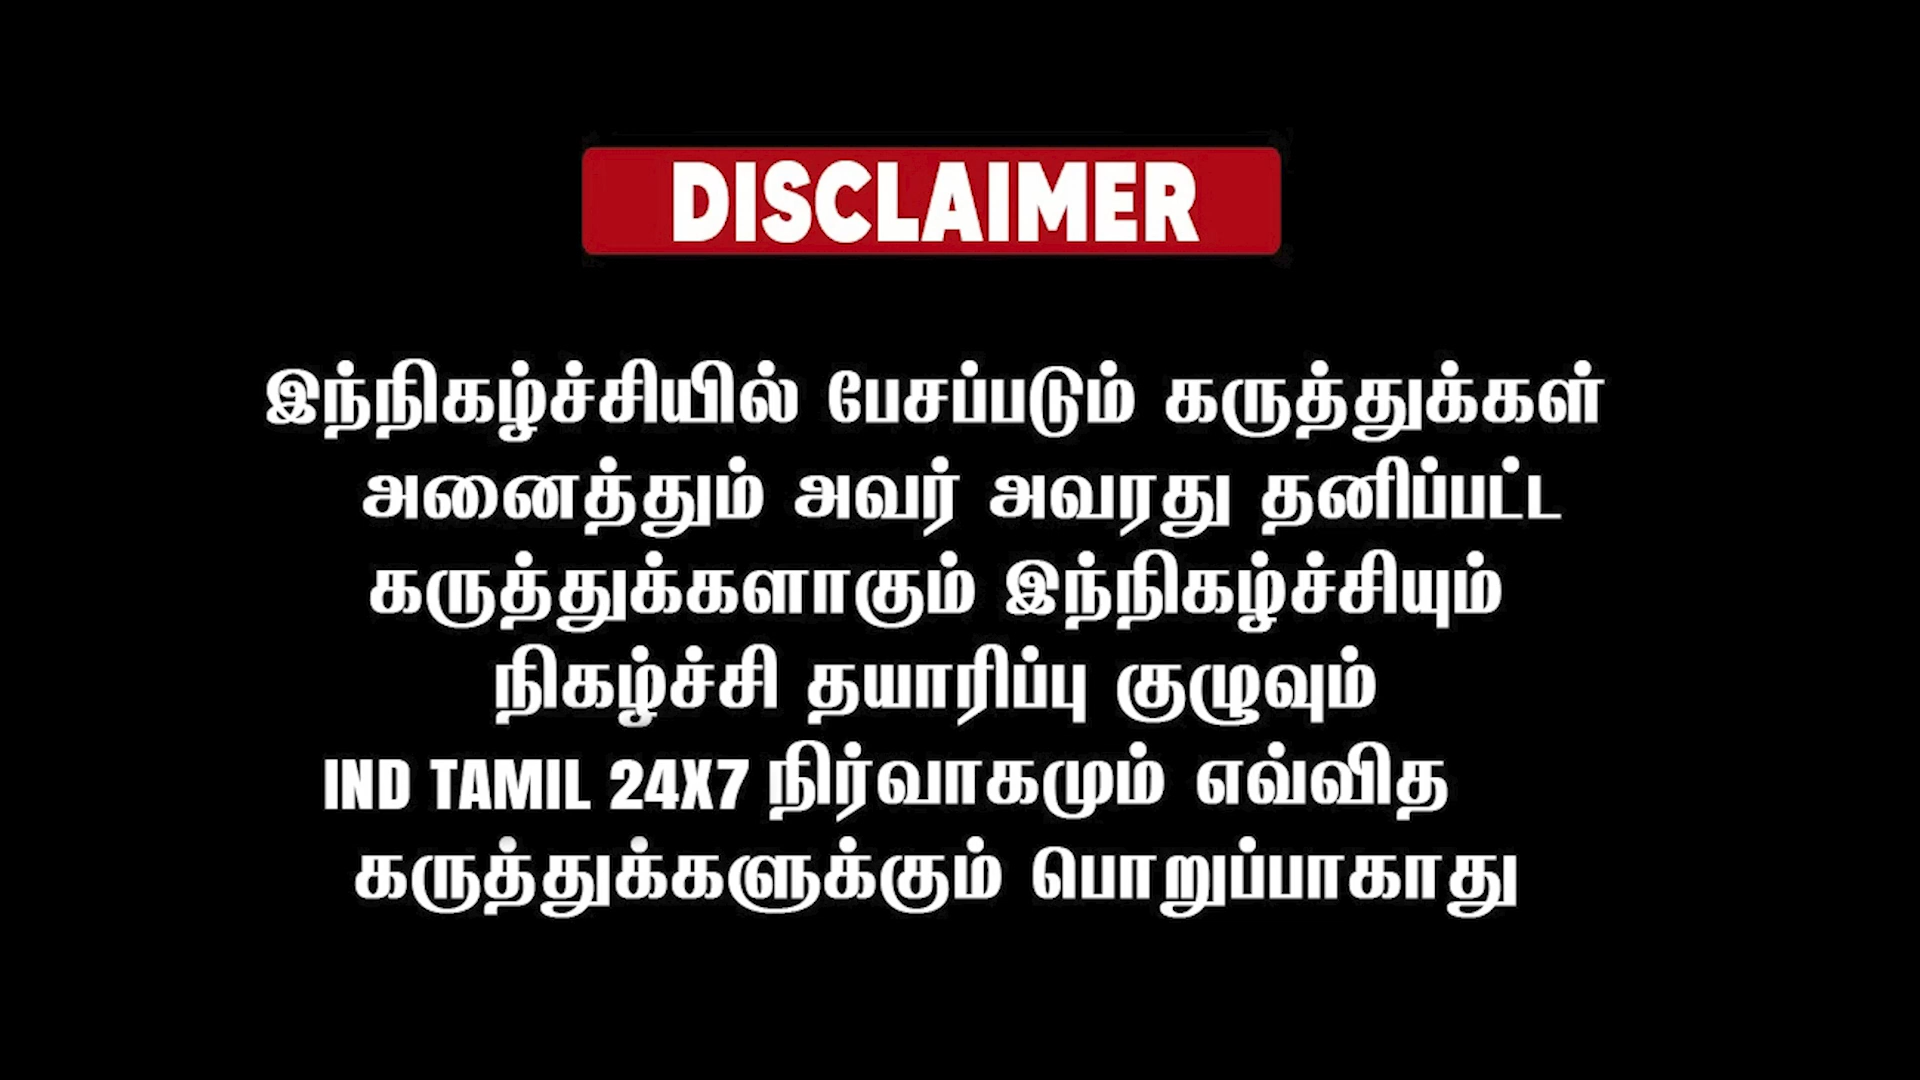 DISCLAIMER
இந்நிகழ்ச்சியில் பேசப்படும் கருத்துக்கள்
அனைத்தும் அவர் அவரது தனிப்பட்ட
கருத்துக்களாகும் இந்நிகழ்ச்சியும்
நிகழ்ச்சி தயாரிப்பு குழுவும்
IND TAMIL 24X7 நிர்வாகமும் எவ்வித
கருத்துக்களுக்கும் பொறுப்பாகாது